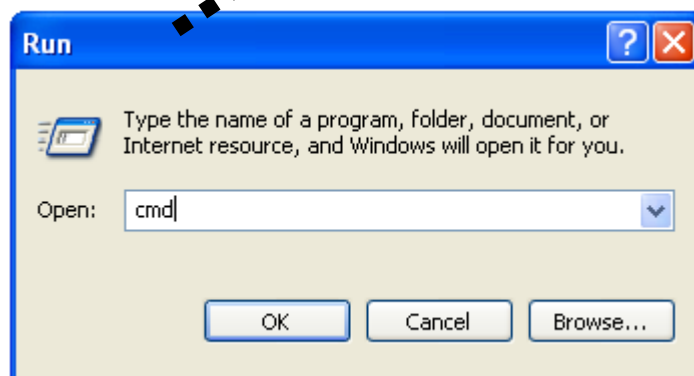 Run
Type the name of a program, folder, document, or
Internet resource, and Windows will open it for you.
Open: cmd
OK Cancel Browse...